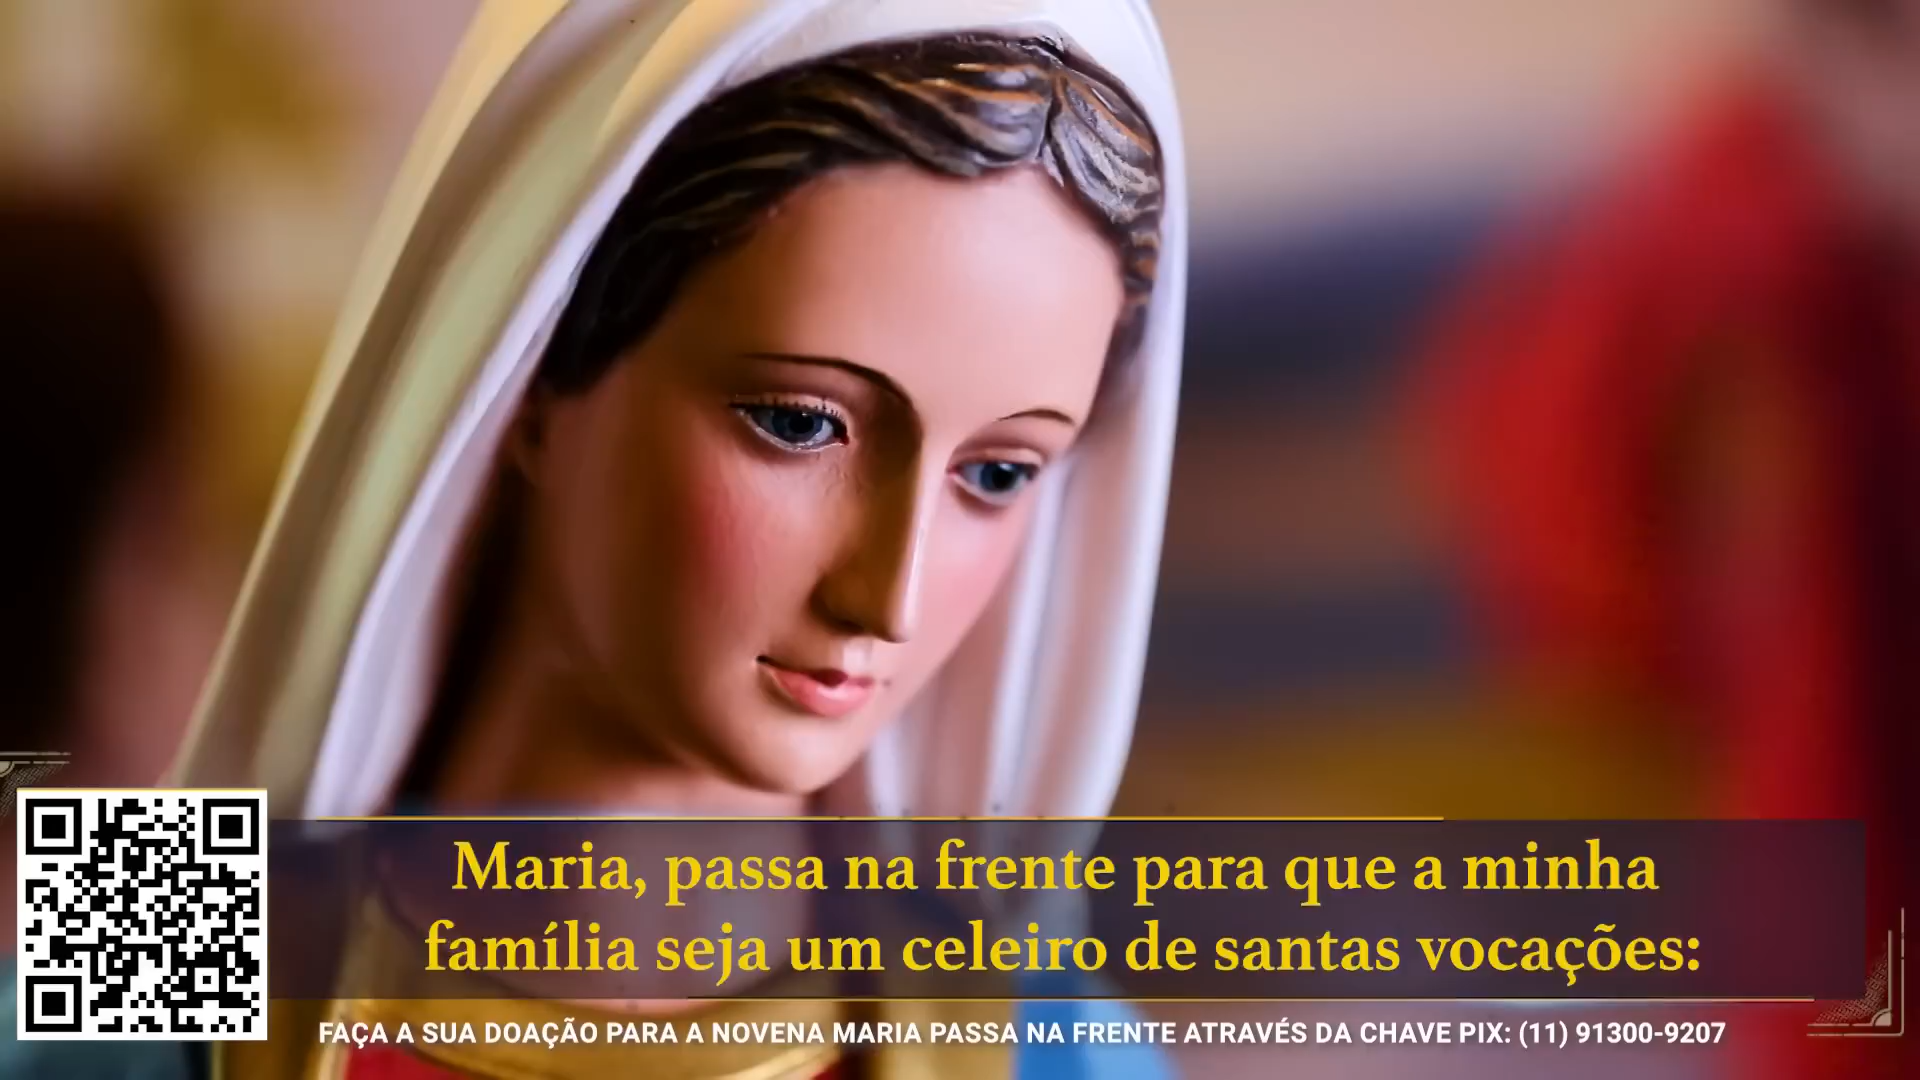 Maria, passa na frente para que a minha
família seja um celeiro de santas vocações:
FAÇA A SUA DOAÇÃO PARA A NOVENA MARIA PASSA NA FRENTE ATRAVÉS DA CHAVE PIX: (11) 91300-9207